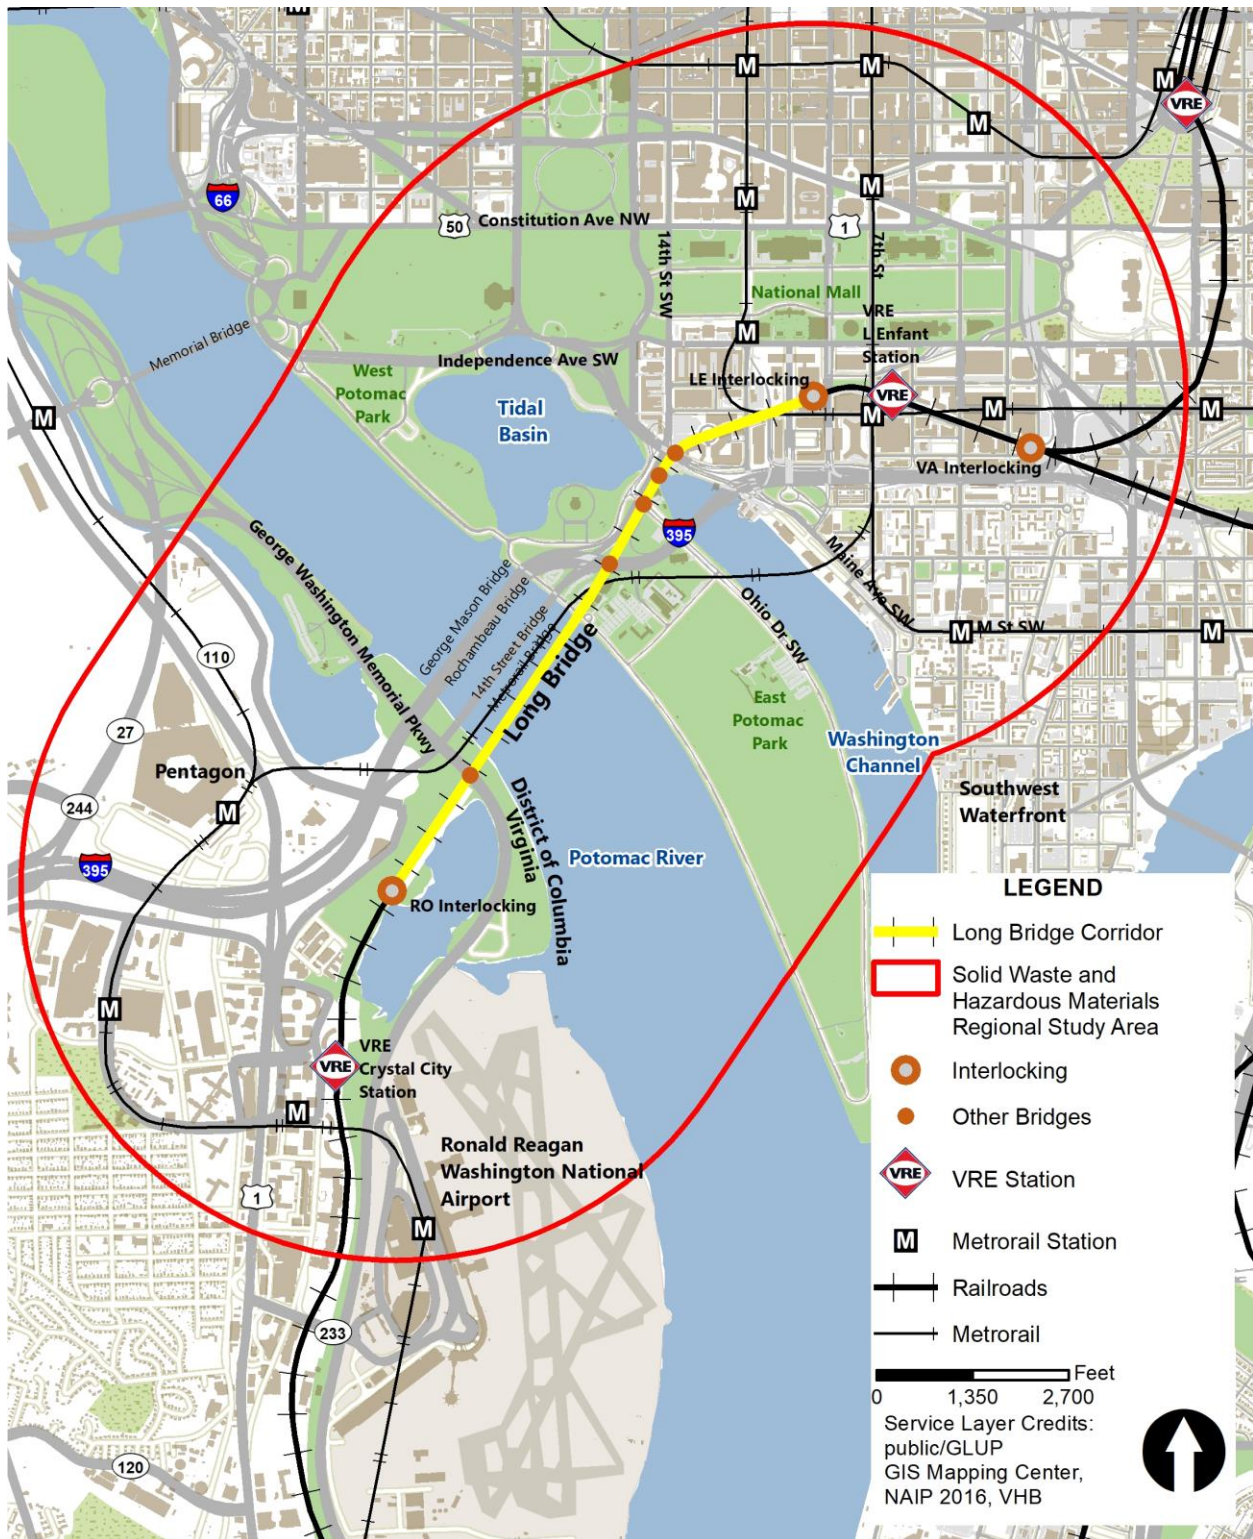 M
M
M
M
VRE
M
66
M
M
50
Constitution Ave NW
1
14th St SW
7th St
National Mall
VRE
L Enfant
Station
Memorial Bridge
M
Independence Ave SW
West
Potomac
Park
LE Interlocking
VRE
Tidal
Basin
M
M
M
M
VA Interlocking
395
George Washington Memorial Pkwy
George Mason Bridge
Rochambeau Bridge
14th Street Bridge
Metrorail Bridge
Long Bridge
Maine Ave SW
Ohio Dr SW
M
M St SW
M
110
27
East
Potomac
Park
Washington
Channel
Pentagon
M
244
Southwest
Waterfront
District of Columbia
Virginia
Potomac River
395
RO Interlocking
M
VRE
VRE
Crystal City
Station
M
Ronald Reagan
Washington National
Airport
1
M
233
120
LEGEND
Long Bridge Corridor
Solid Waste and
Hazardous Materials
Regional Study Area
Interlocking
Other Bridges
VRE
VRE Station
M
Metrorail Station
Railroads
Metrorail
Feet
0 1,350 2,700
Service Layer Credits:
public/GLUP
GIS Mapping Center,
NAIP 2016, VHB